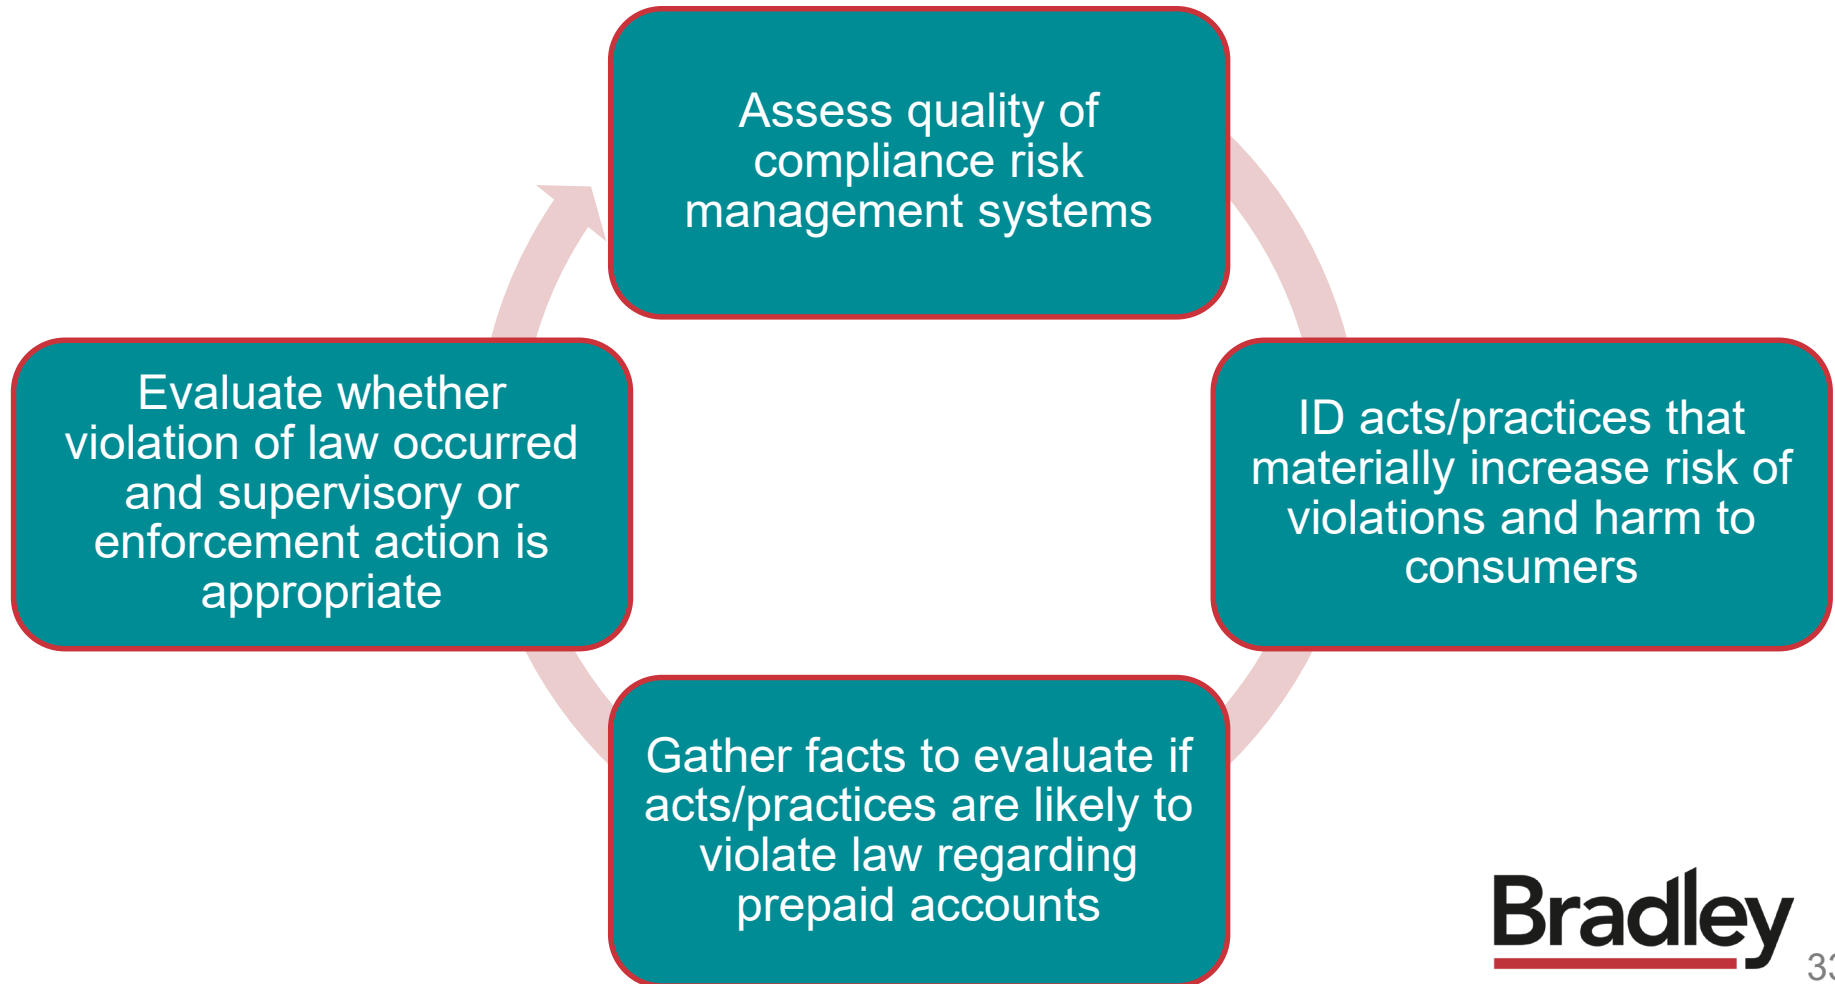 Assess quality of
compliance risk
management systems
ID acts/practices that
materially increase risk of
violations and harm to
consumers
Gather facts to evaluate if
acts/practices are likely to
violate law regarding
prepaid accounts
Evaluate whether
violation of law occurred
and supervisory or
enforcement action is
appropriate
Bradley
33